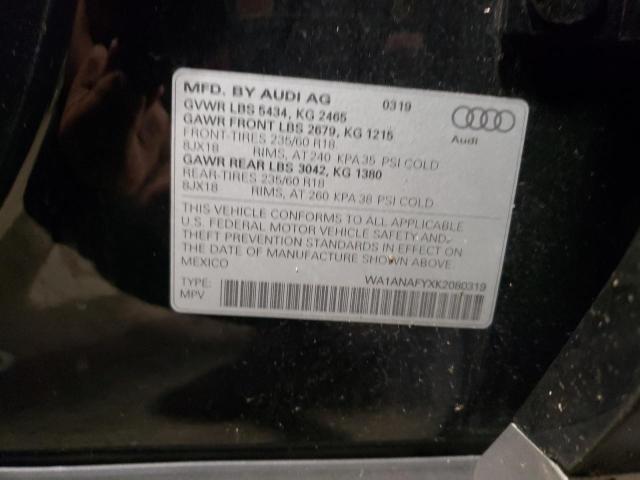 MFD. BY AUDI AG 0319
GVWR LBS 5434, KG 2465
GAWR FRONT LBS 2679, KG 1215
FRONT-TIRES 235/60 R18.
8JX18 RIMS, AT 240 KPA 35 PSI COLD
GAWR REAR LBS 3042, KG 1380
REAR-TIRES 235/60 R18
8JX18 RIMS, AT 260 KPA 38 PSI COLD
Audi
THIS VEHICLE CONFORMS TO ALL APPLICABLE
U.S. FEDERAL MOTOR VEHICLE SAFETY AND
THEFT PREVENTION STANDARDS IN EFFECT ON
THE DATE OF MANUFACTURE SHOWN ABOVE.
MEXICO
WA1ANAFYXK2080319
TYPE:
MPV